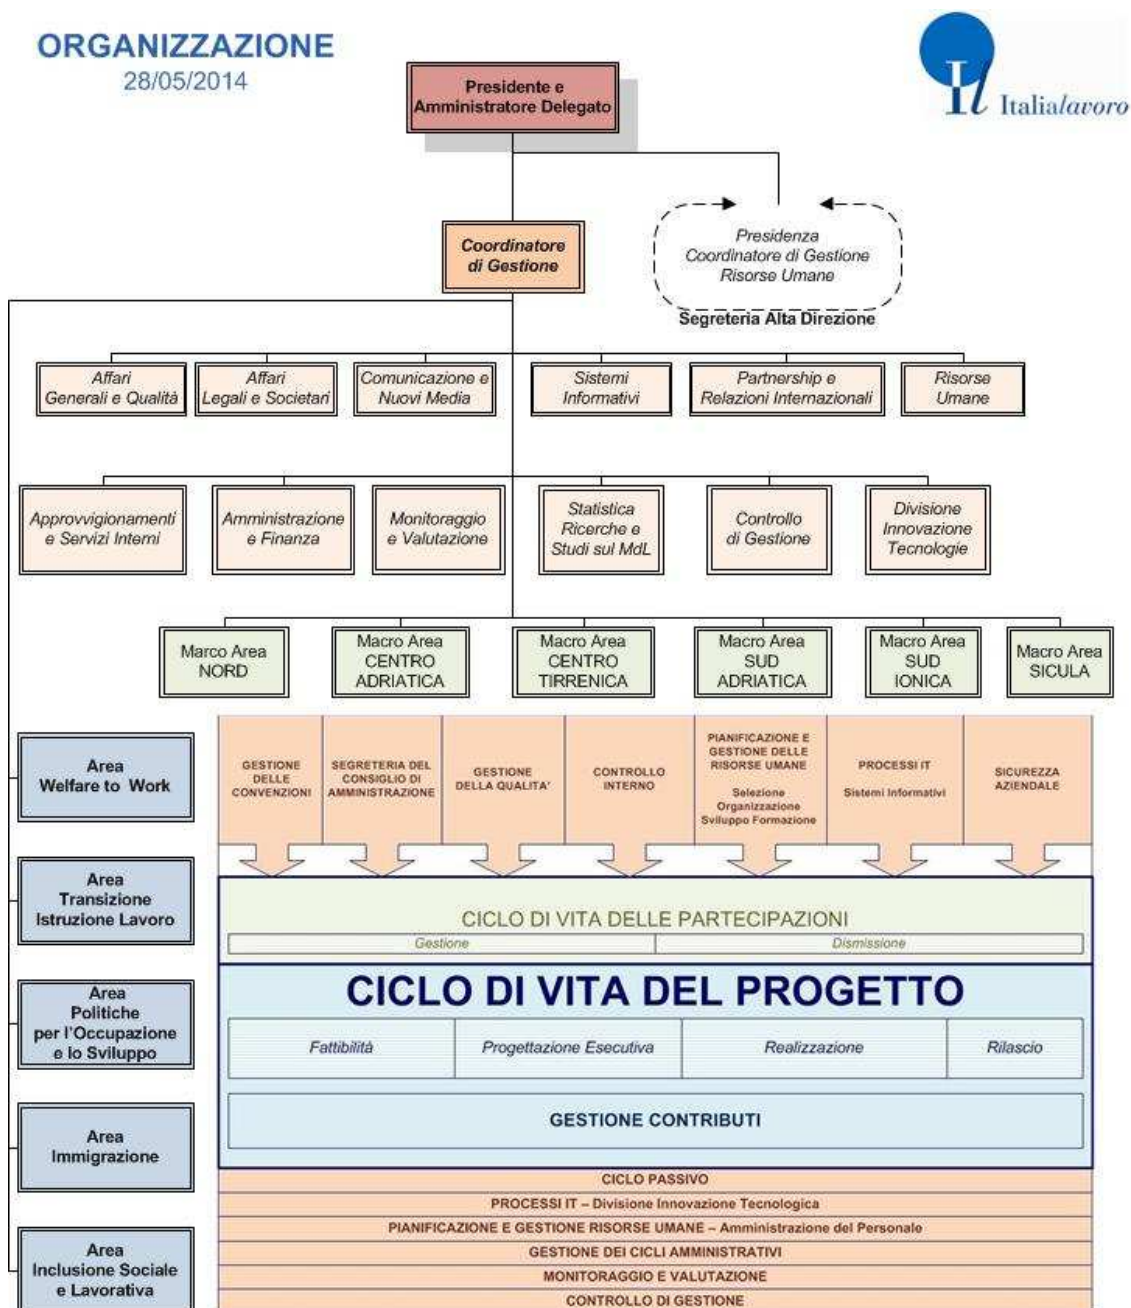 ORGANIZZAZIONE
28/05/2014
Il Italialavoro
Presidente e
Amministratore Delegato
Coordinatore
di Gestione
Presidenza
Coordinatore di Gestione
Risorse Umane
Segreteria Alta Direzione
Affari
Generali e Qualità
Affari
Legali e Societari
Comunicazione e
Nuovi Media
Sistemi
Informativi
Partnership e
Relazioni Internazionali
Risorse
Umane
Approvvigionamenti
e Servizi Interni
Amministrazione
e Finanza
Monitoraggio
e Valutazione
Statistica
Ricerche e
Studi sul MdL
Controllo
di Gestione
Divisione
Innovazione
Tecnologie
Marco Area
NORD
Macro Area
CENTRO
ADRIATICA
Macro Area
CENTRO
TIRRENICA
Macro Area
SUD
ADRIATICA
Macro Area
SUD
IONICA
Macro Area
SICULA
Area
Welfare to Work
Area
Transizione
Istruzione Lavoro
Area
Politiche
per l'Occupazione
e lo Sviluppo
Area
Immigrazione
Area
Inclusione Sociale
e Lavorativa
GESTIONE
DELLE
CONVENZIONI
SEGRETERIA DEL
CONSIGLIO DI
AMMINISTRAZIONE
GESTIONE
DELLA QUALITA'
CONTROLLO
INTERNO
PIANIFICAZIONE E
GESTIONE DELLE
RISORSE UMANE
Selezione
Organizzazione
Sviluppo Formazione
PROCESSI IT
Sistemi Informativi
SICUREZZA
AZIENDALE
CICLO DI VITA DELLE PARTECIPAZIONI
Gestione
Dismissione
CICLO DI VITA DEL PROGETTO
Fattibilità
Progettazione Esecutiva
Realizzazione
Rilascio
GESTIONE CONTRIBUTI
CICLO PASSIVO
PROCESSI IT – Divisione Innovazione Tecnologica
PIANIFICAZIONE E GESTIONE RISORSE UMANE – Amministrazione del Personale
GESTIONE DEI CICLI AMMINISTRATIVI
MONITORAGGIO E VALUTAZIONE
CONTROLLO DI GESTIONE